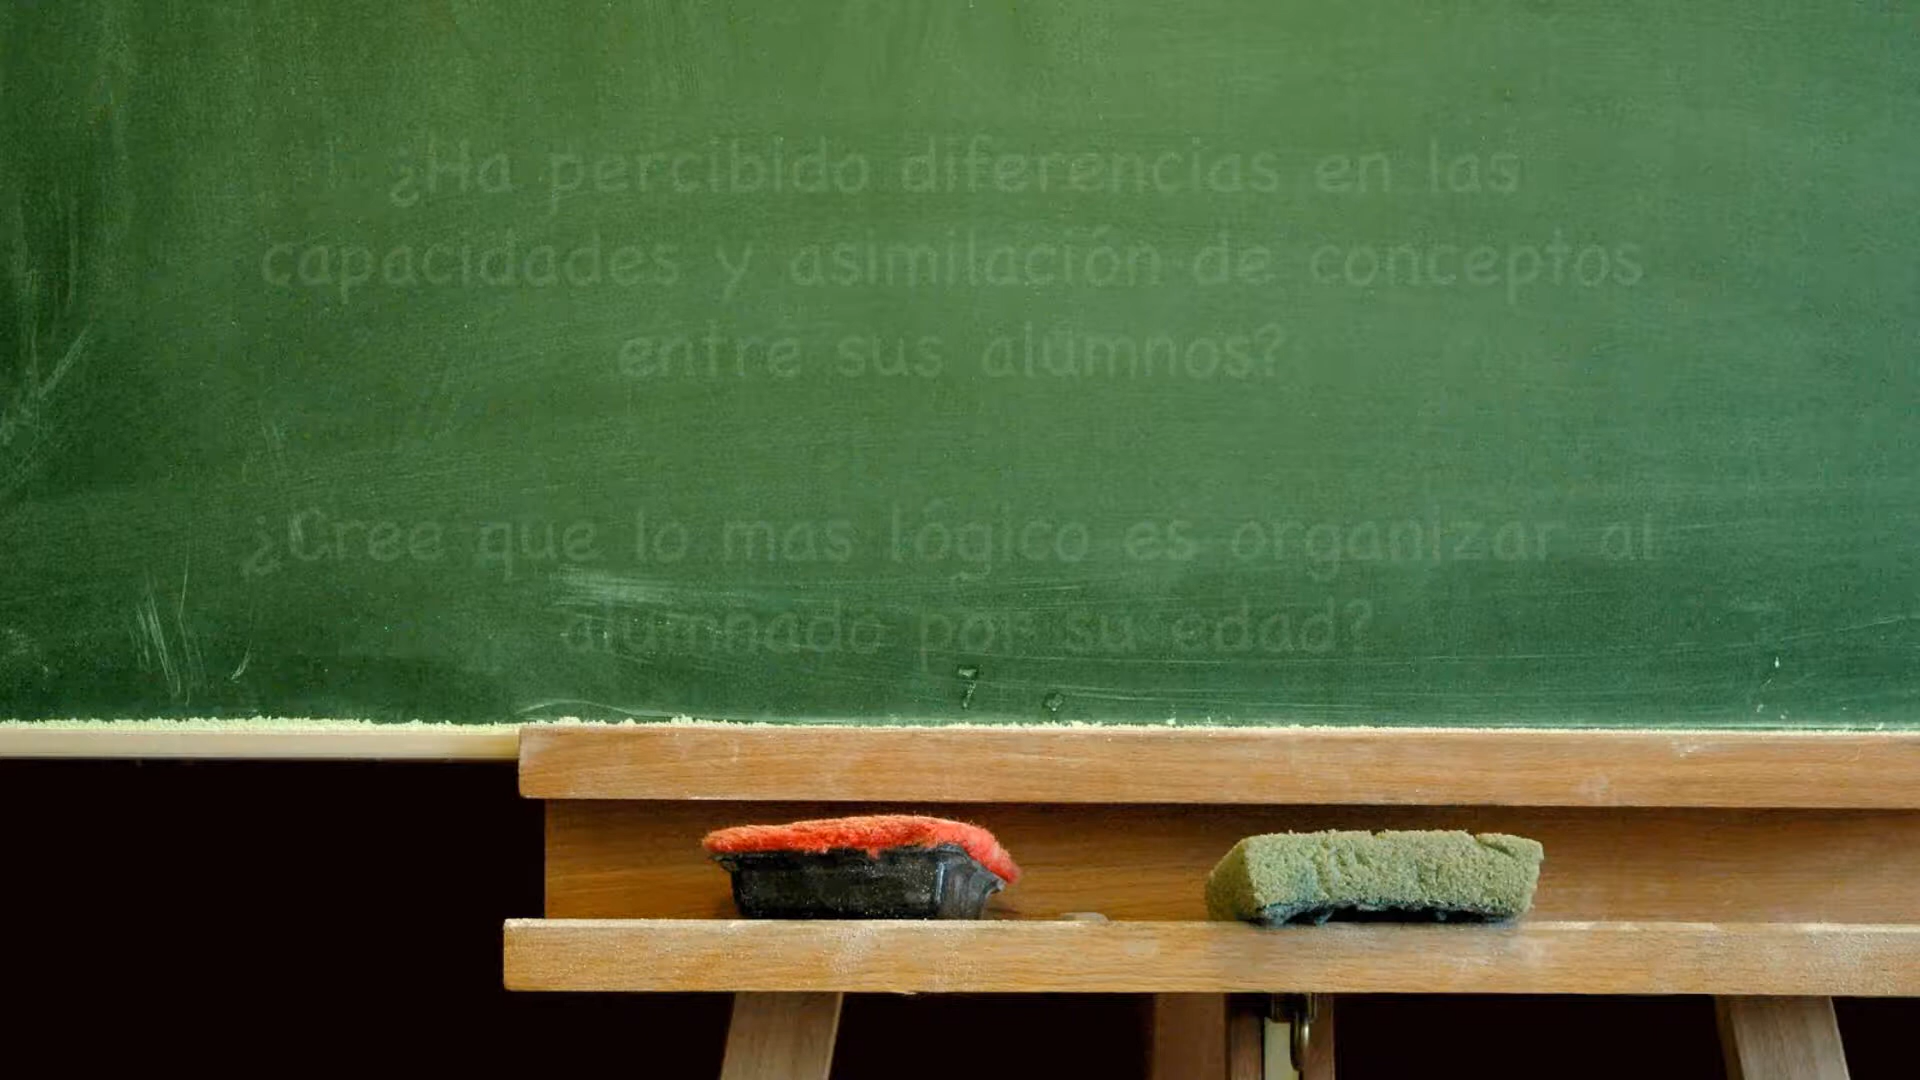 ¿Ha percibido diferencias en las
capacidades y asimilación de conceptos
entre sus alumnos?
¿Cree que lo mas lógico es organizar al
alumnado por su edad?